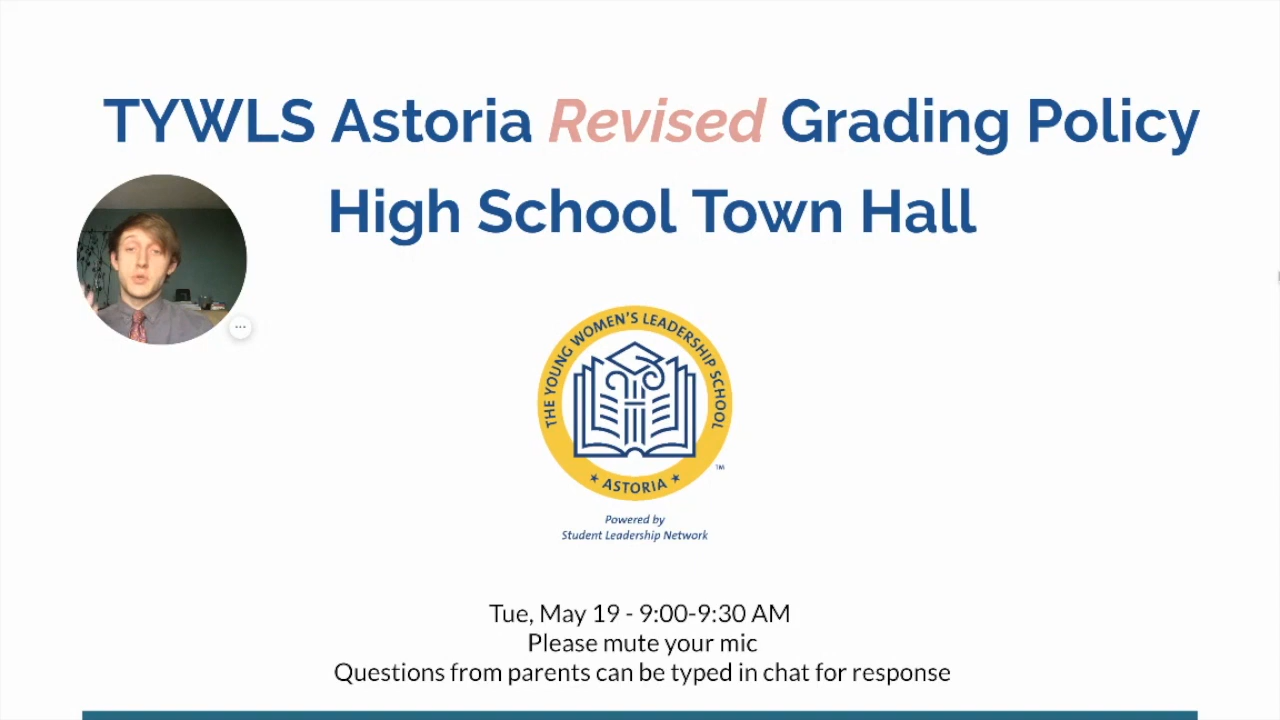 TYWLS Astoria Revised Grading Policy
High School Town Hall
THE YOUNG WOMEN'S LEADERSHIP SCHOOL
★ ASTORIA ★
TM
Powered by
Student Leadership Network
Tue, May 19 - 9:00-9:30 AM
Please mute your mic
Questions from parents can be typed in chat for response